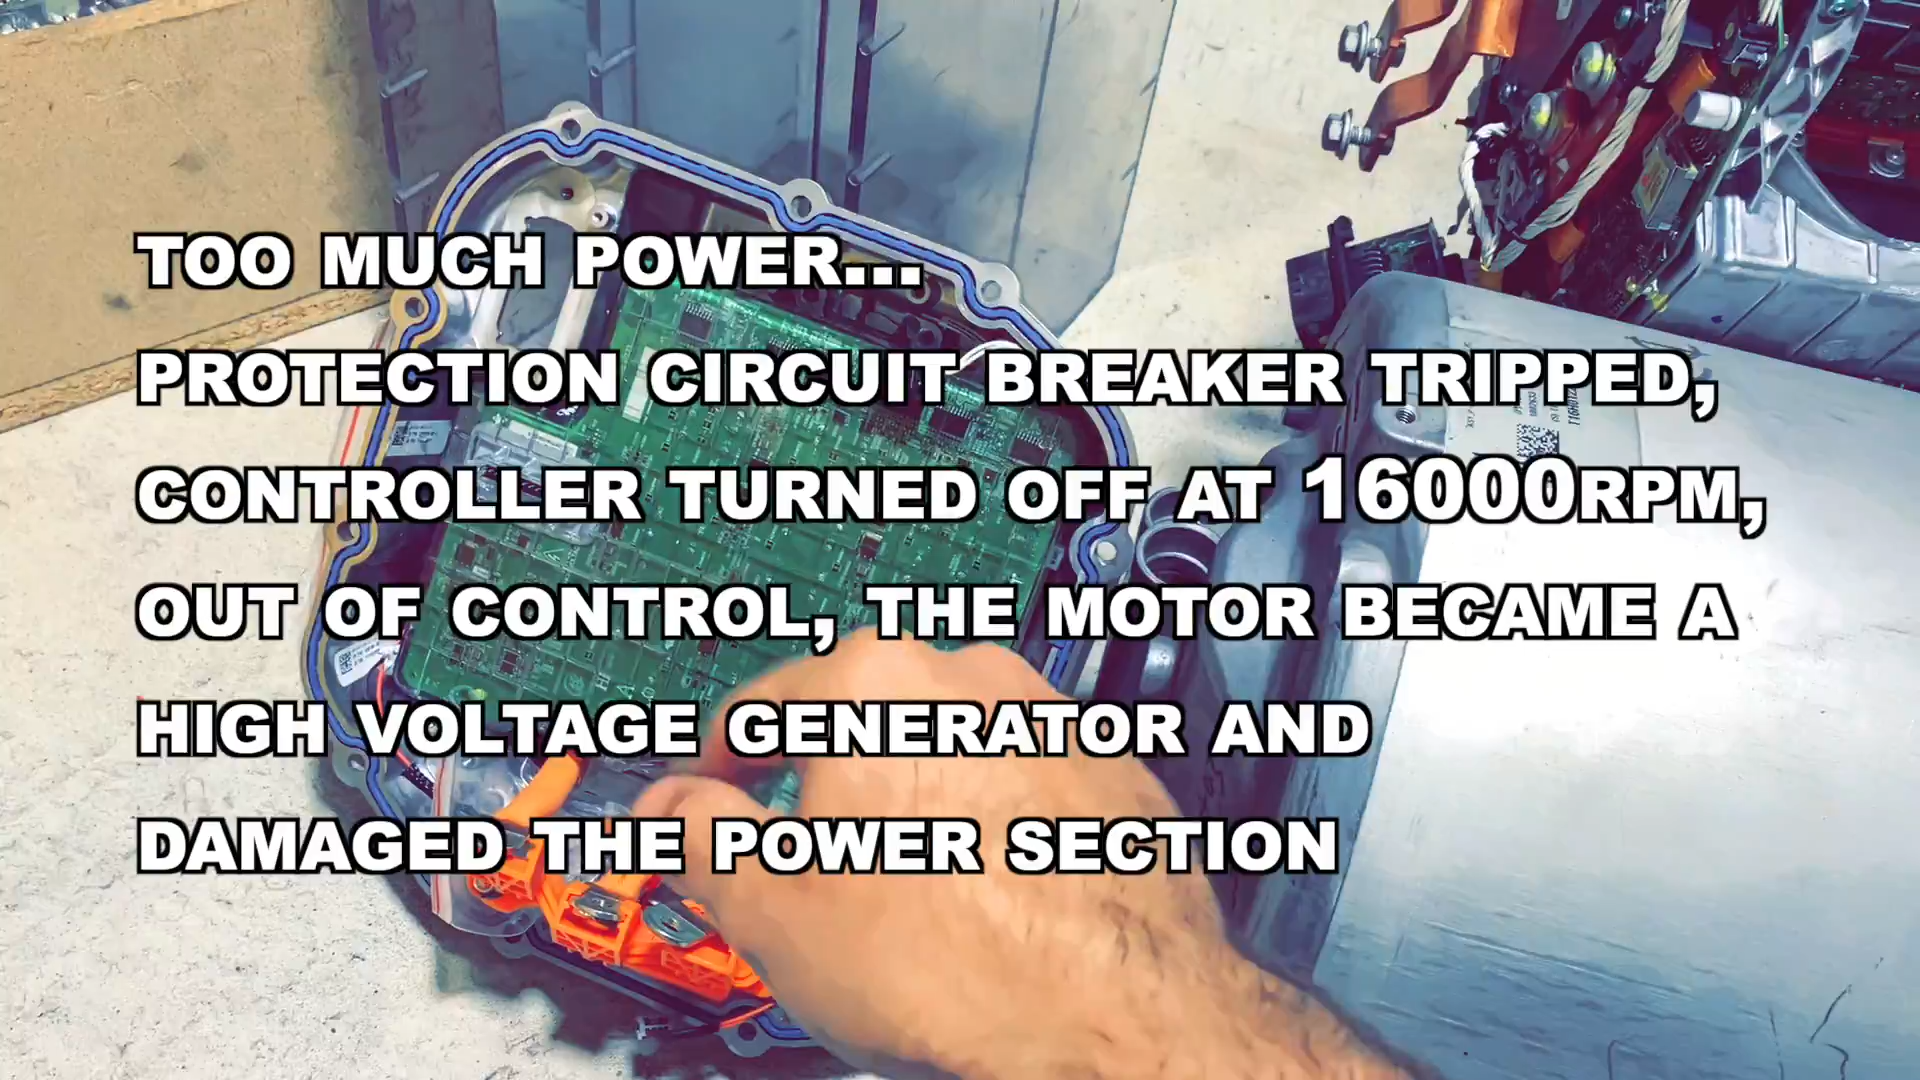 TOO MUCH POWER...
PROTECTION CIRCUIT BREAKER TRIPPED,
CONTROLLER TURNED OFF AT 16000RPM,
OUT OF CONTROL, THE MOTOR BECAME A
HIGH VOLTAGE GENERATOR AND
DAMAGED THE POWER SECTION